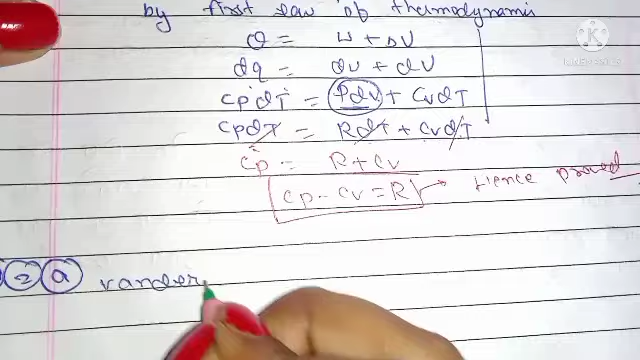 by first law of thermodynamis
Q = W + ΔU
dq = dw + dU
CpdT = Pdv + CvdT
CpdT = RdT + CvdT
Cp = R + Cv
Cp - Cv = R → Hence proved
2 a vander